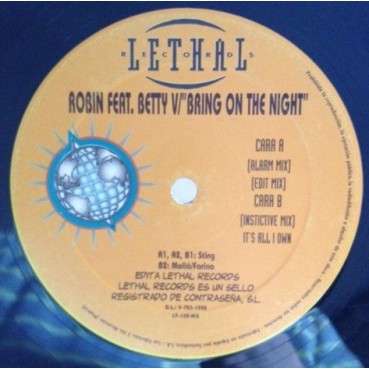 LETHAL
RECORDS
ROBIN FEAT. BETTY V/"BRING ON THE NIGHT"
CARA A
[ALARM MIX]
[EDIT MIX]
CARA B
[INSTICTIVE MIX]
IT'S ALL I OWN
A1, A2, B1: Sting
B2: Mollá/Farina
EDITA LETHAL RECORDS
LETHAL RECORDS ES UN SELLO
REGISTRADO DE CONTRASEÑA, S.L.